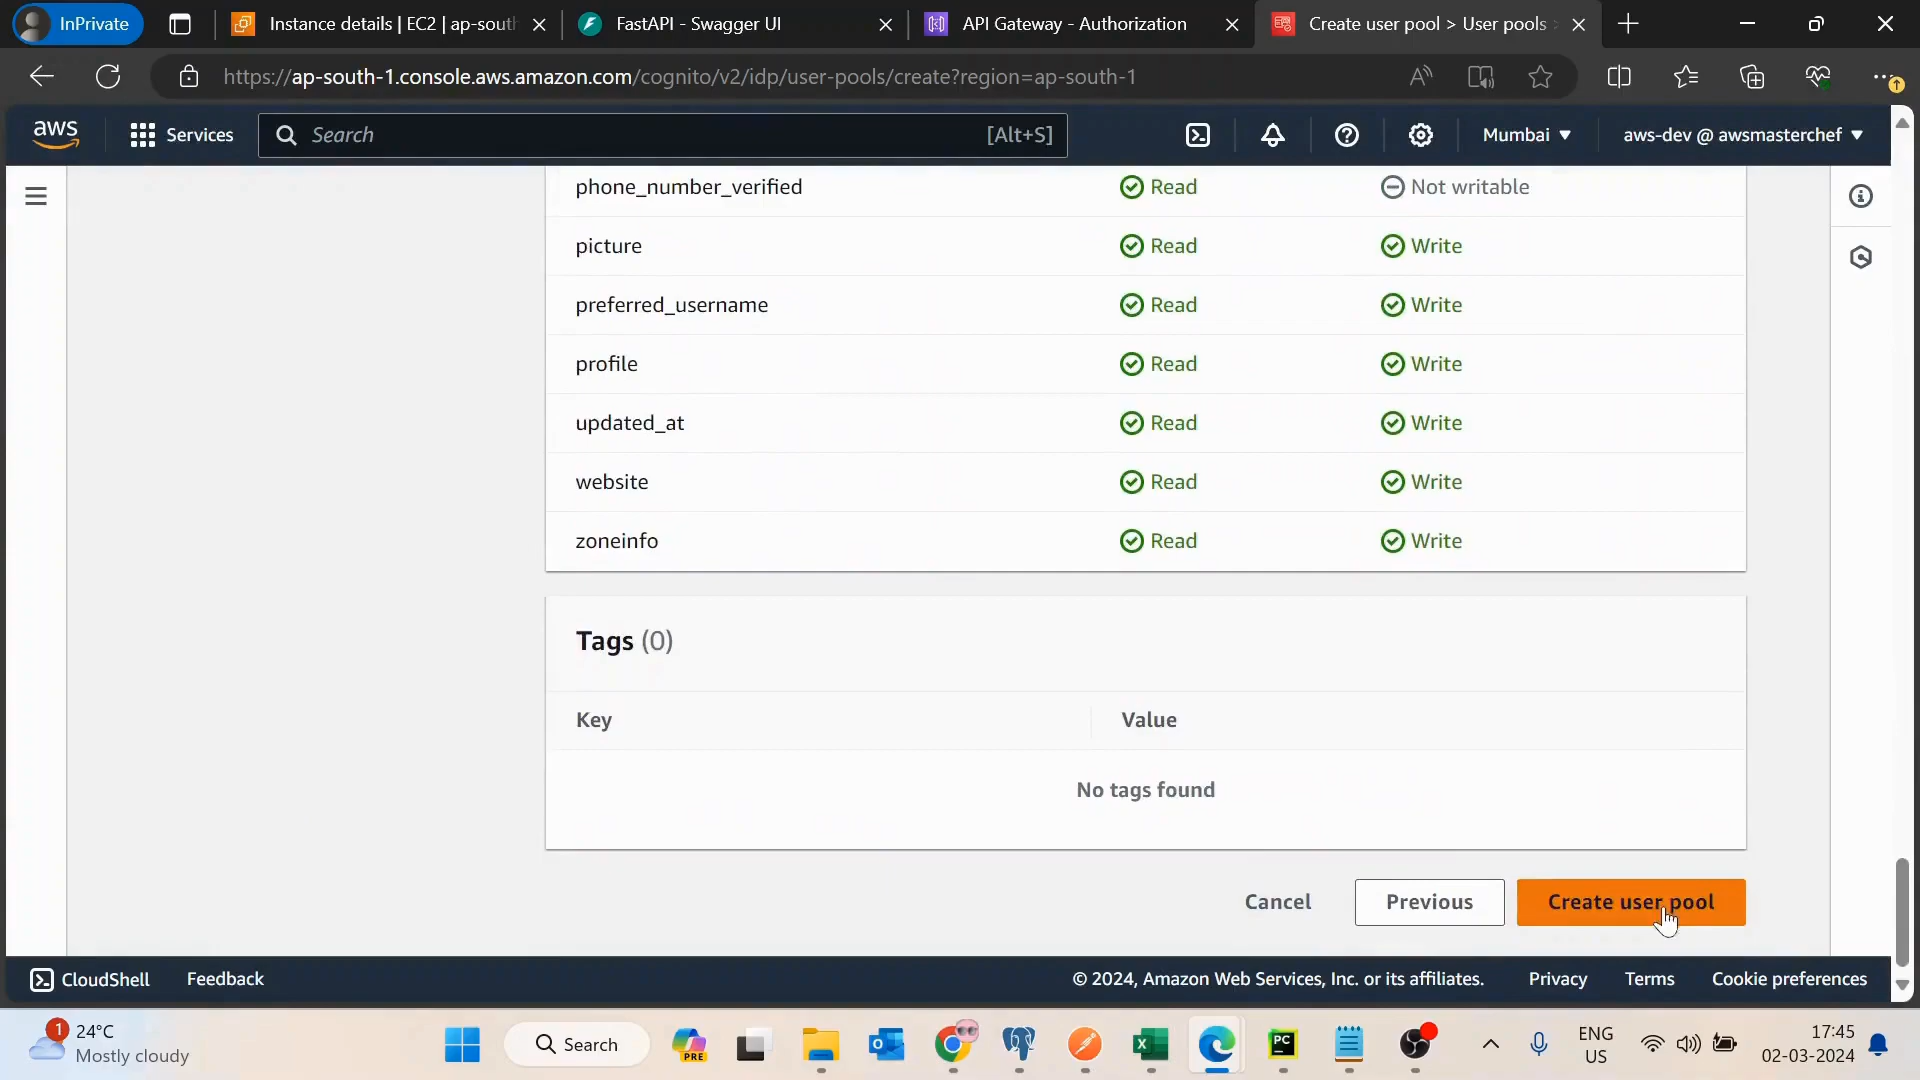 InPrivate
Instance details | EC2 | ap-sout
FastAPI - Swagger UI
API Gateway - Authorization
Create user pool > User pools
https://ap-south-1.console.aws.amazon.com/cognito/v2/idp/user-pools/create?region=ap-south-1
aws
Services
Search
[Alt+S]
Mumbai
aws-dev @ awsmasterchef
phone_number_verified Read Not writable
picture Read Write
preferred_username Read Write
profile Read Write
updated_at Read Write
website Read Write
zoneinfo Read Write
Tags (0)
Key Value
No tags found
Cancel Previous Create user pool
CloudShell Feedback © 2024, Amazon Web Services, Inc. or its affiliates. Privacy Terms Cookie preferences
1
24°C
Mostly cloudy
Search
PRE
PC
ENG
US
17:45
02-03-2024